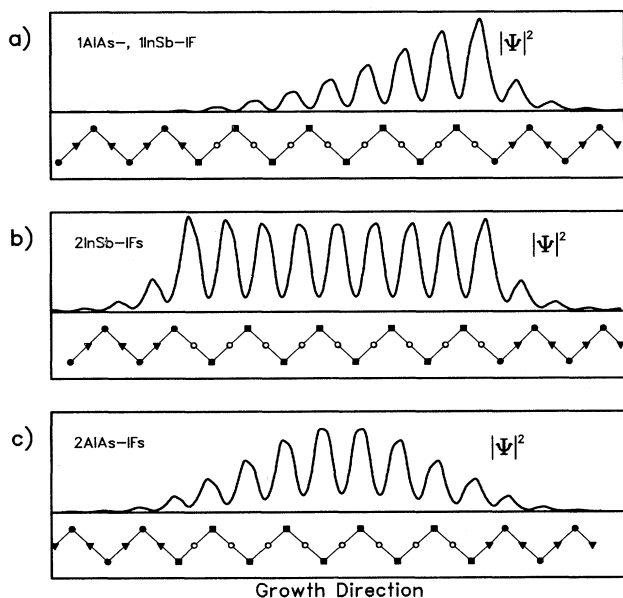 a)
1AlAs-, 1InSb-IF
|Ψ|²
b)
2InSb-IFs
|Ψ|²
c)
2AlAs-IFs
|Ψ|²
Growth Direction